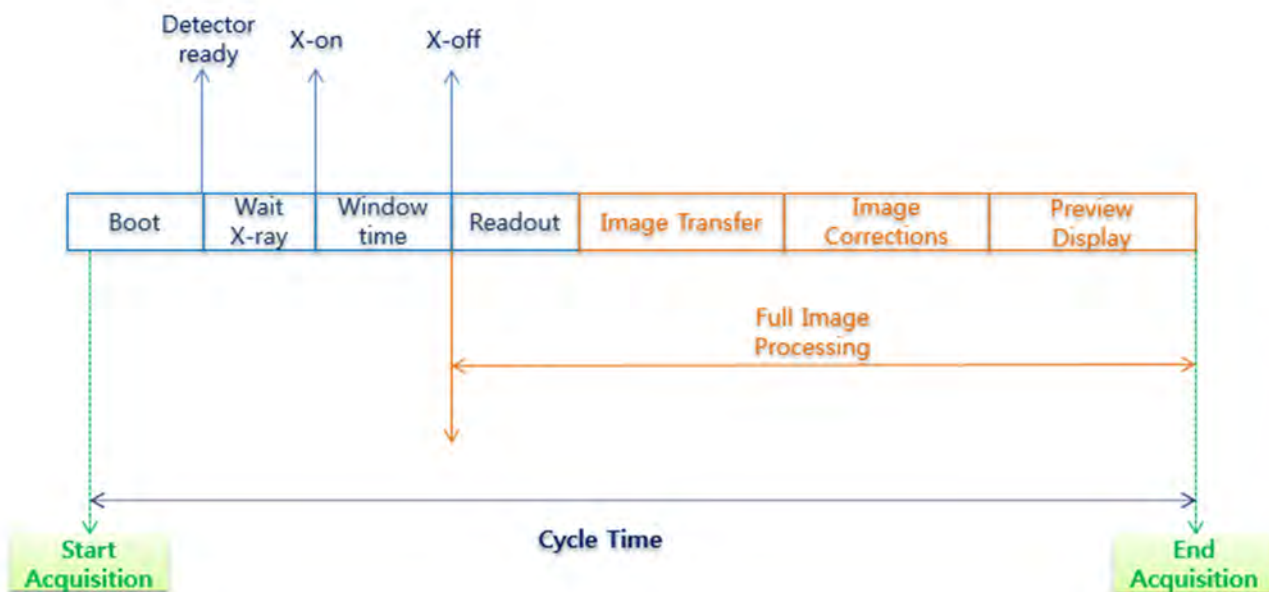 Detector
ready
X-on
X-off
Boot
Wait
X-ray
Window
time
Readout
Image Transfer
Image
Corrections
Preview
Display
Full Image
Processing
Cycle Time
Start
Acquisition
End
Acquisition